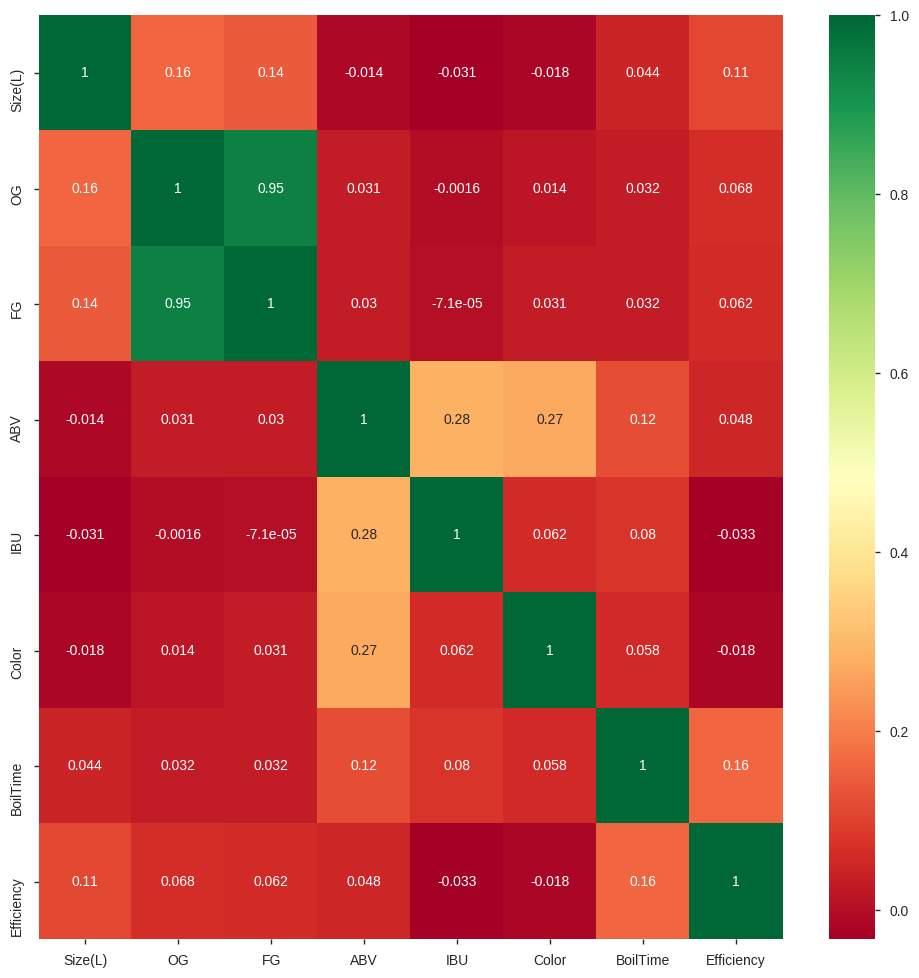 Size(L) 1 0.16 0.14 -0.014 -0.031 -0.018 0.044 0.11
OG 0.16 1 0.95 0.031 -0.0016 0.014 0.032 0.068
FG 0.14 0.95 1 0.03 -7.1e-05 0.031 0.032 0.062
ABV -0.014 0.031 0.03 1 0.28 0.27 0.12 0.048
IBU -0.031 -0.0016 -7.1e-05 0.28 1 0.062 0.08 -0.033
Color -0.018 0.014 0.031 0.27 0.062 1 0.058 -0.018
BoilTime 0.044 0.032 0.032 0.12 0.08 0.058 1 0.16
Efficiency 0.11 0.068 0.062 0.048 -0.033 -0.018 0.16 1
Size(L) OG FG ABV IBU Color BoilTime Efficiency
1.0
0.8
0.6
0.4
0.2
0.0